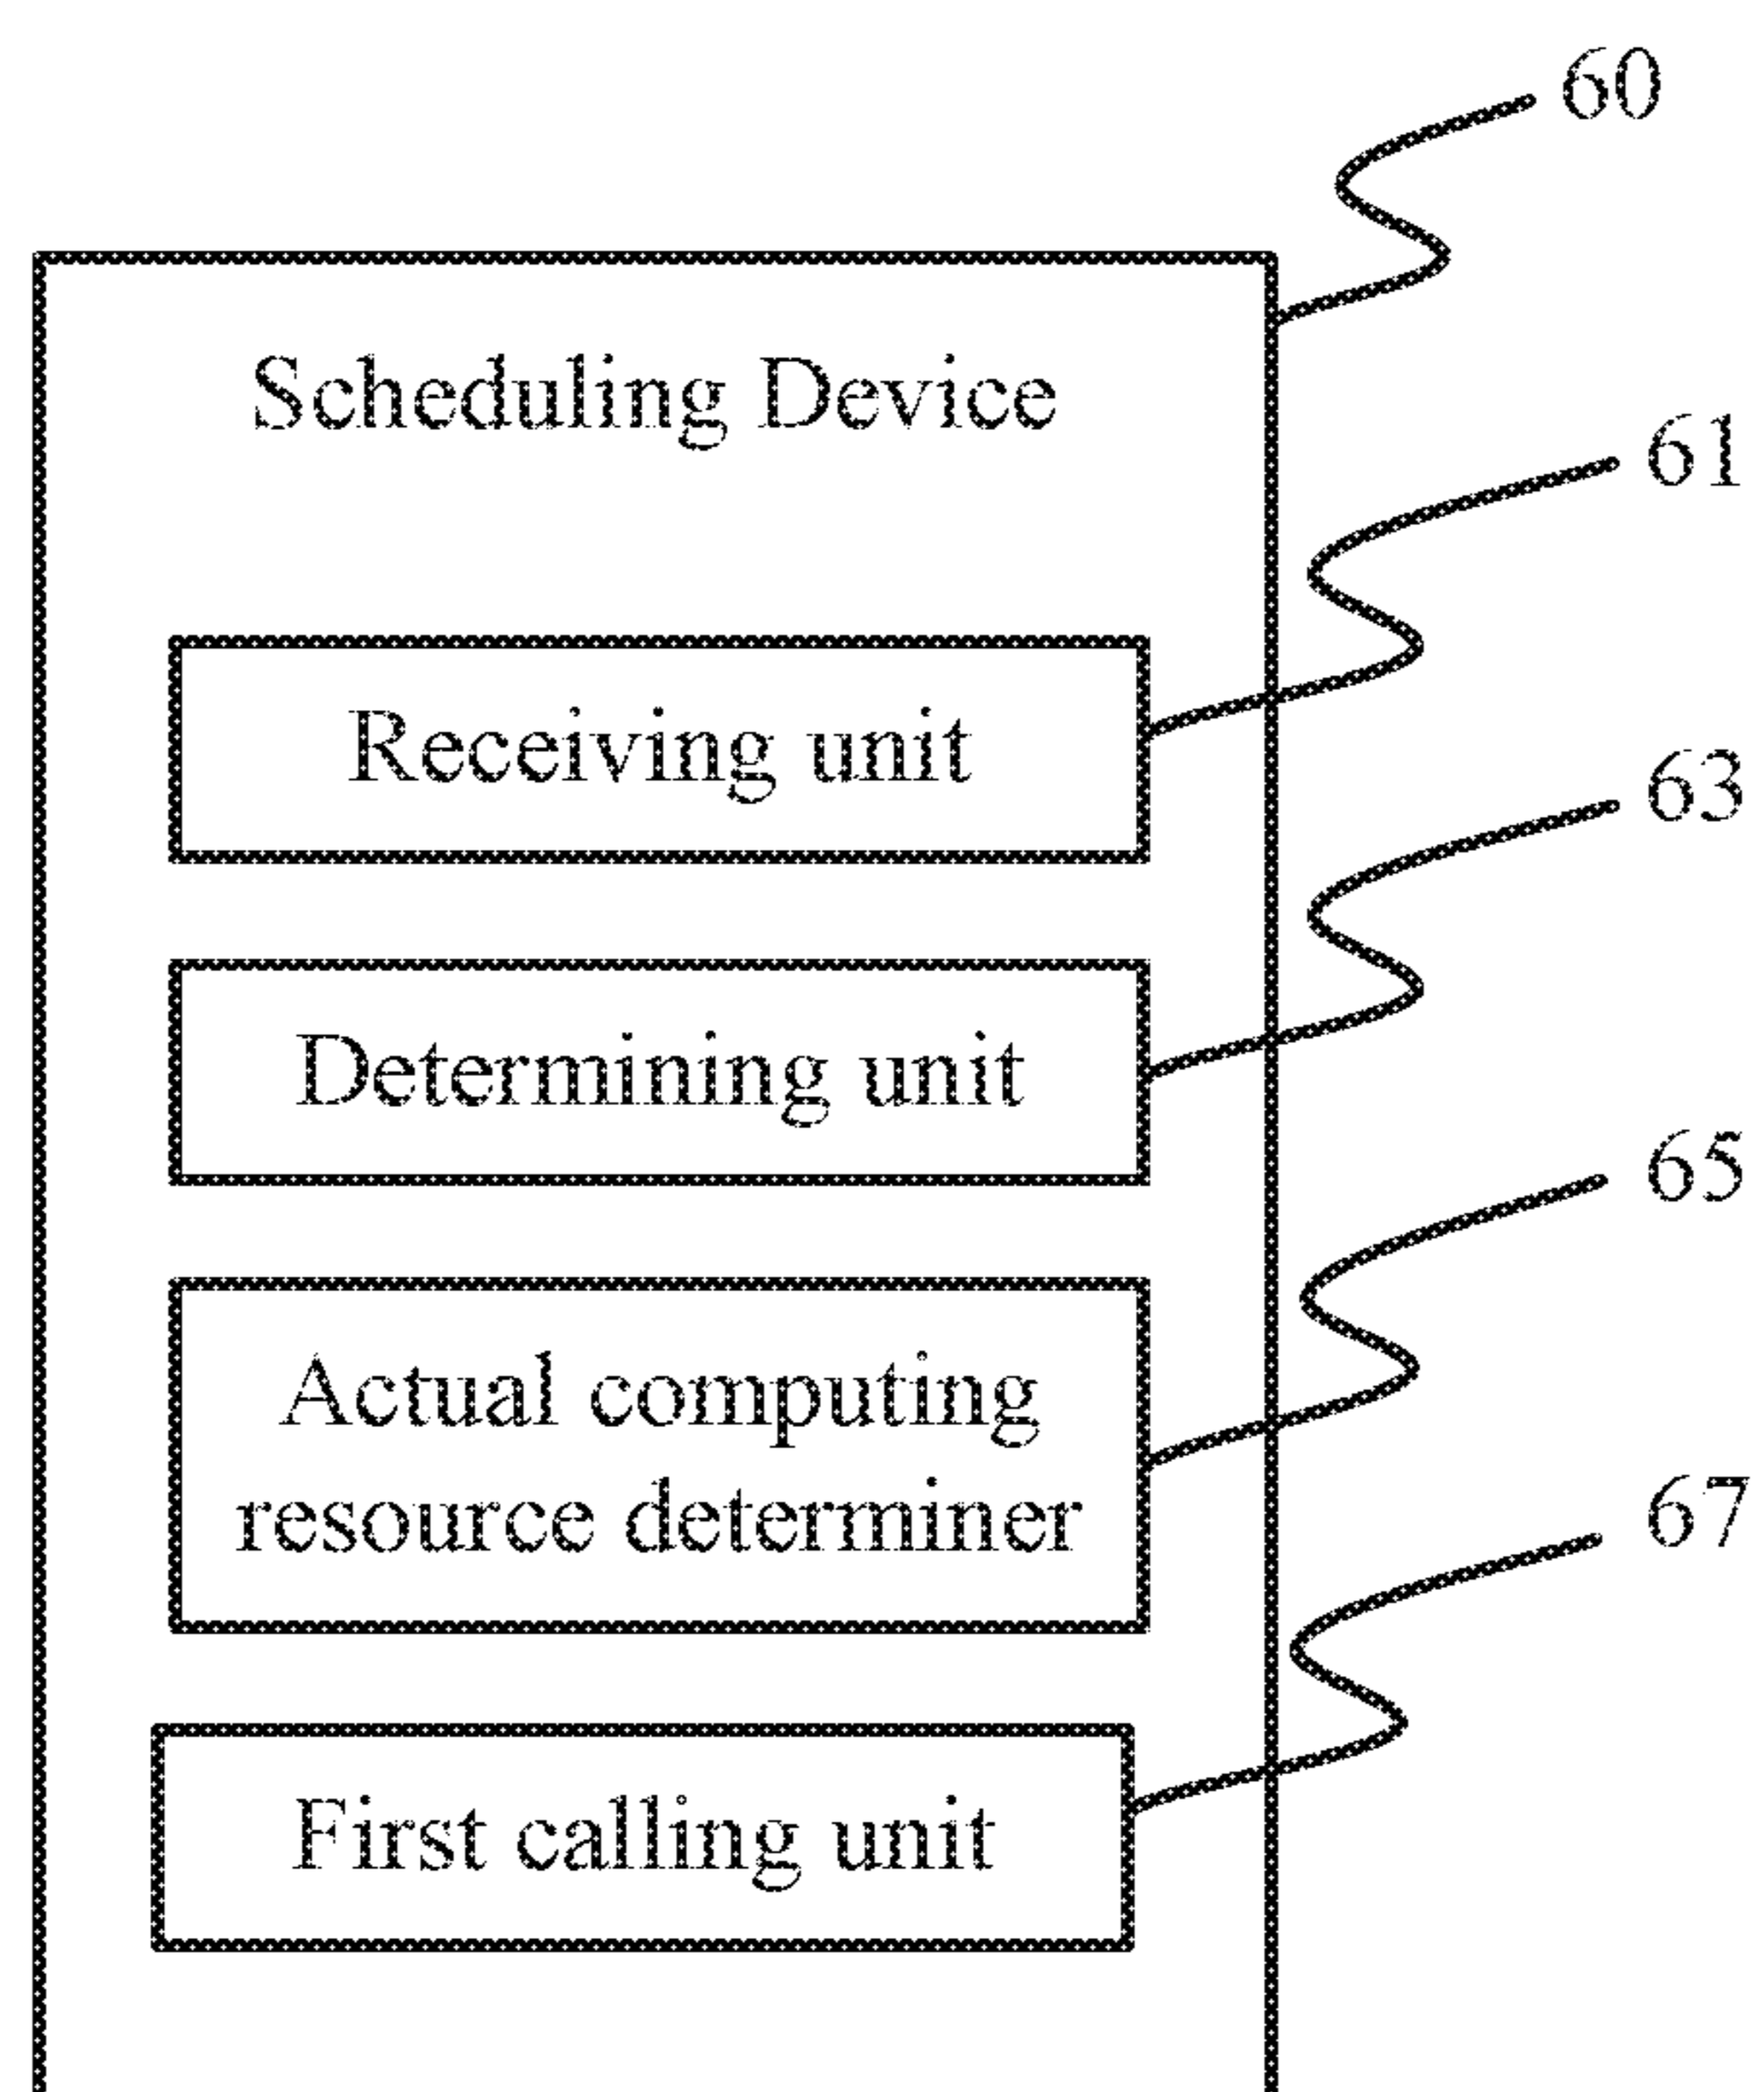 60
Scheduling Device
61
Receiving unit
63
Determining unit
65
Actual computing
resource determiner
67
First calling unit